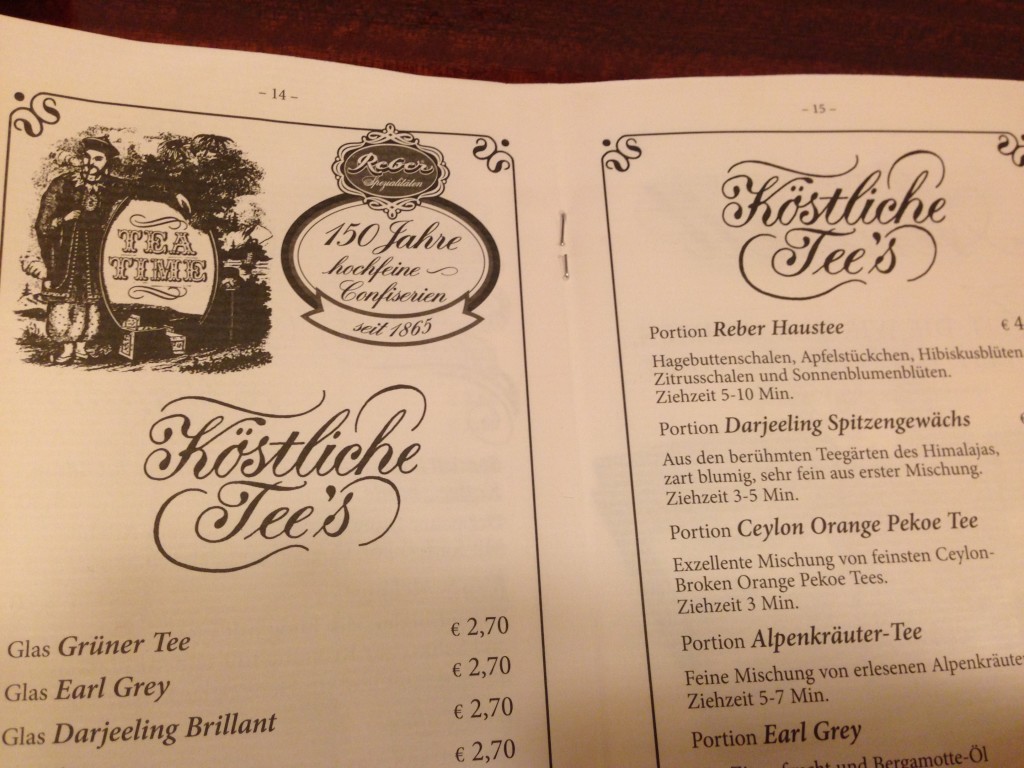 - 14 -
TEA
TIME
Reber
Spezialitäten
150 Jahre
hochfeine
Confiserien
seit 1865
Köstliche
Tee's
Glas Grüner Tee € 2,70
Glas Earl Grey € 2,70
Glas Darjeeling Brillant € 2,70
€ 2,70
- 15 -
Köstliche
Tee's
Portion Reber Haustee € 4
Hagebuttenschalen, Apfelstückchen, Hibiskusblüten
Zitrusschalen und Sonnenblumenblüten.
Ziehzeit 5-10 Min.
Portion Darjeeling Spitzengewächs €
Aus den berühmten Teegärten des Himalajas,
zart blumig, sehr fein aus erster Mischung.
Ziehzeit 3-5 Min.
Portion Ceylon Orange Pekoe Tee
Exzellente Mischung von feinsten Ceylon-
Broken Orange Pekoe Tees.
Ziehzeit 3 Min.
Portion Alpenkräuter-Tee
Feine Mischung von erlesenen Alpenkräuter
Ziehzeit 5-7 Min.
Portion Earl Grey
und Bergamotte-Öl